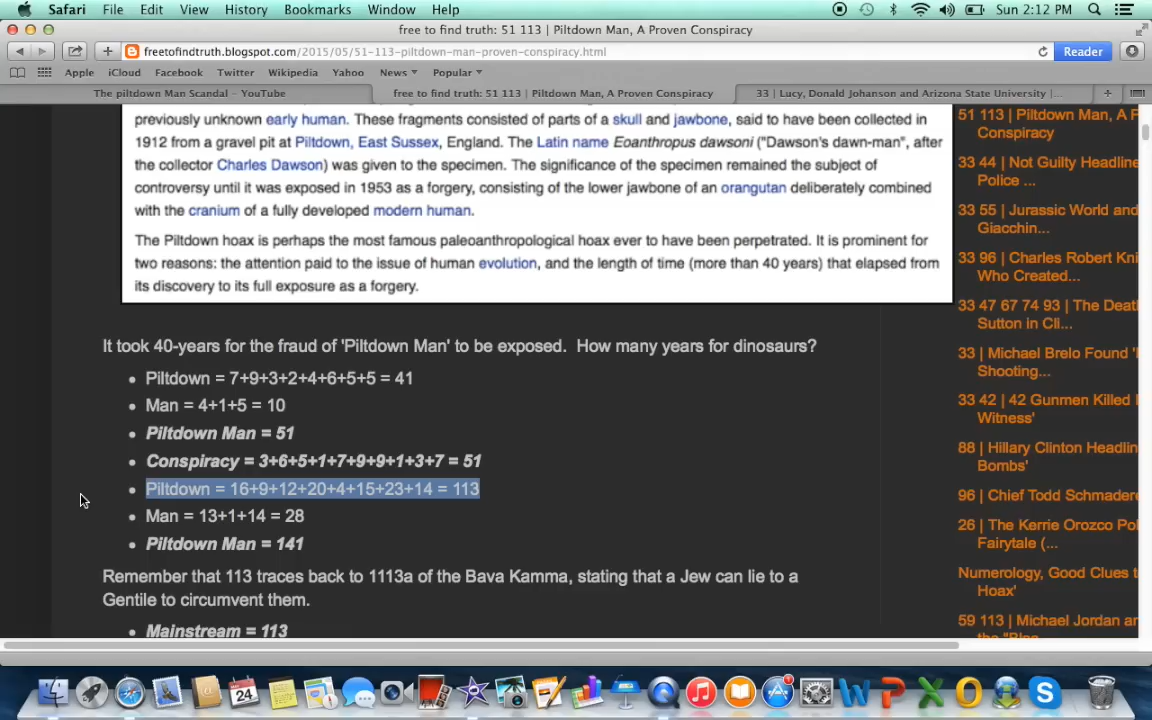 Safari File Edit View History Bookmarks Window Help Sun 2:12 PM
free to find truth: 51 113 | Piltdown Man, A Proven Conspiracy
freetofindtruth.blogspot.com/2015/05/51-113-piltdown-man-proven-conspiracy.html Reader
Apple iCloud Facebook Twitter Wikipedia Yahoo News Popular
The piltdown Man Scandal – YouTube free to find truth: 51 113 | Piltdown Man, A Proven Conspiracy 33 | Lucy, Donald Johanson and Arizona State University |...
previously unknown early human. These fragments consisted of parts of a skull and jawbone, said to have been collected in
1912 from a gravel pit at Piltdown, East Sussex, England. The Latin name Eoanthropus dawsoni ("Dawson's dawn-man", after
the collector Charles Dawson) was given to the specimen. The significance of the specimen remained the subject of
controversy until it was exposed in 1953 as a forgery, consisting of the lower jawbone of an orangutan deliberately combined
with the cranium of a fully developed modern human.
The Piltdown hoax is perhaps the most famous paleoanthropological hoax ever to have been perpetrated. It is prominent for
two reasons: the attention paid to the issue of human evolution, and the length of time (more than 40 years) that elapsed from
its discovery to its full exposure as a forgery.
It took 40-years for the fraud of 'Piltdown Man' to be exposed. How many years for dinosaurs?
Piltdown = 7+9+3+2+4+6+5+5 = 41
Man = 4+1+5 = 10
Piltdown Man = 51
Conspiracy = 3+6+5+1+7+9+9+1+3+7 = 51
Piltdown = 16+9+12+20+4+15+23+14 = 113
Man = 13+1+14 = 28
Piltdown Man = 141
Remember that 113 traces back to 1113a of the Bava Kamma, stating that a Jew can lie to a
Gentile to circumvent them.
Mainstream = 113
51 113 | Piltdown Man, A P
Conspiracy
33 44 | Not Guilty Headline
Police ...
33 55 | Jurassic World and
Giacchin...
33 96 | Charles Robert Kni
Who Created...
33 47 67 74 93 | The Death
Sutton in Cli...
33 | Michael Brelo Found '
Shooting...
33 42 | 42 Gunmen Killed
Witness'
88 | Hillary Clinton Headlin
Bombs'
96 | Chief Todd Schmadere
26 | The Kerrie Orozco Pol
Fairytale (...
Numerology, Good Clues t
Hoax'
59 113 | Michael Jordan ar
the "Bloo
MAY
24